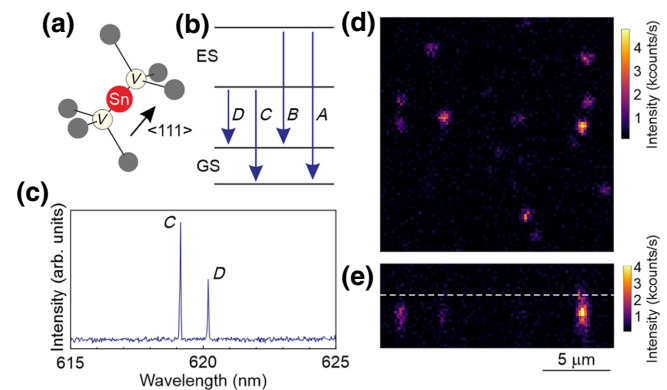 (a)
V
Sn
V
<111>
(b)
ES
D
C
B
A
GS
(c)
C
D
Intensity (arb. units)
615
620
625
Wavelength (nm)
(d)
4
3
2
1
Intensity (kcounts/s)
(e)
4
3
2
1
0
Intensity (kcounts/s)
5 μm